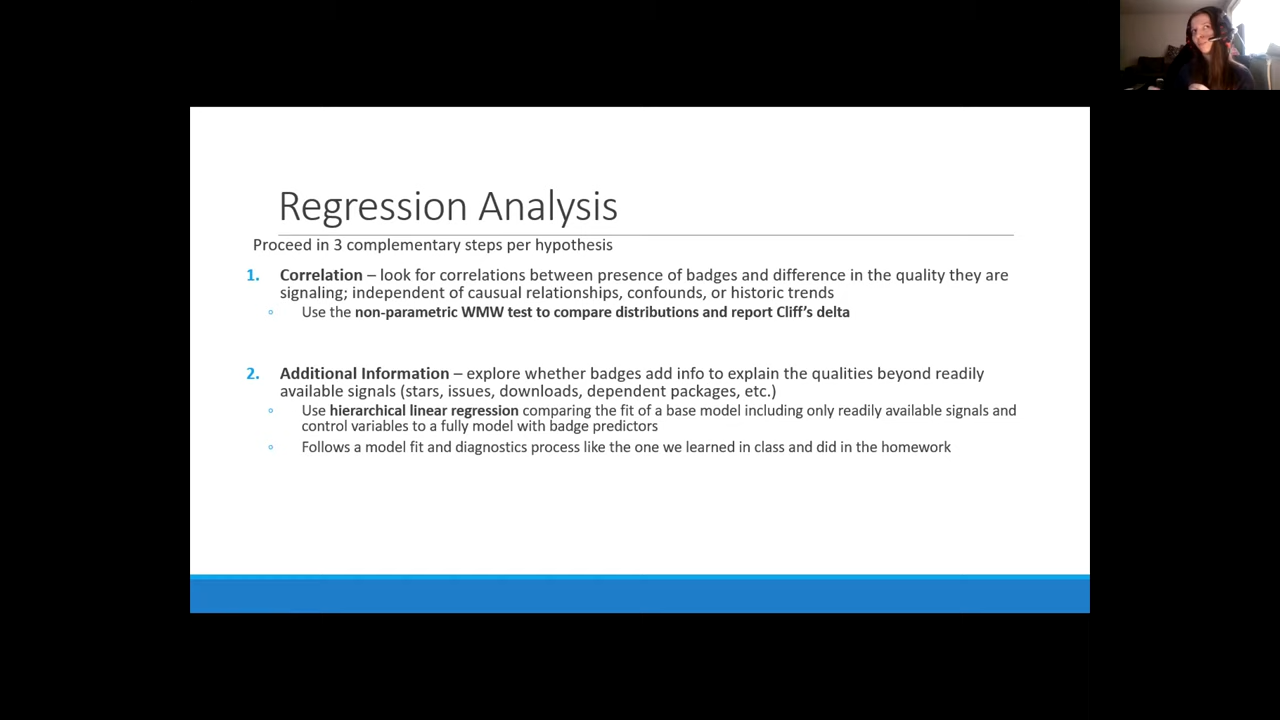 Regression Analysis
Proceed in 3 complementary steps per hypothesis
1. Correlation – look for correlations between presence of badges and difference in the quality they are
signaling; independent of causual relationships, confounds, or historic trends
◦ Use the non-parametric WMW test to compare distributions and report Cliff's delta
2. Additional Information – explore whether badges add info to explain the qualities beyond readily
available signals (stars, issues, downloads, dependent packages, etc.)
◦ Use hierarchical linear regression comparing the fit of a base model including only readily available signals and
control variables to a fully model with badge predictors
◦ Follows a model fit and diagnostics process like the one we learned in class and did in the homework